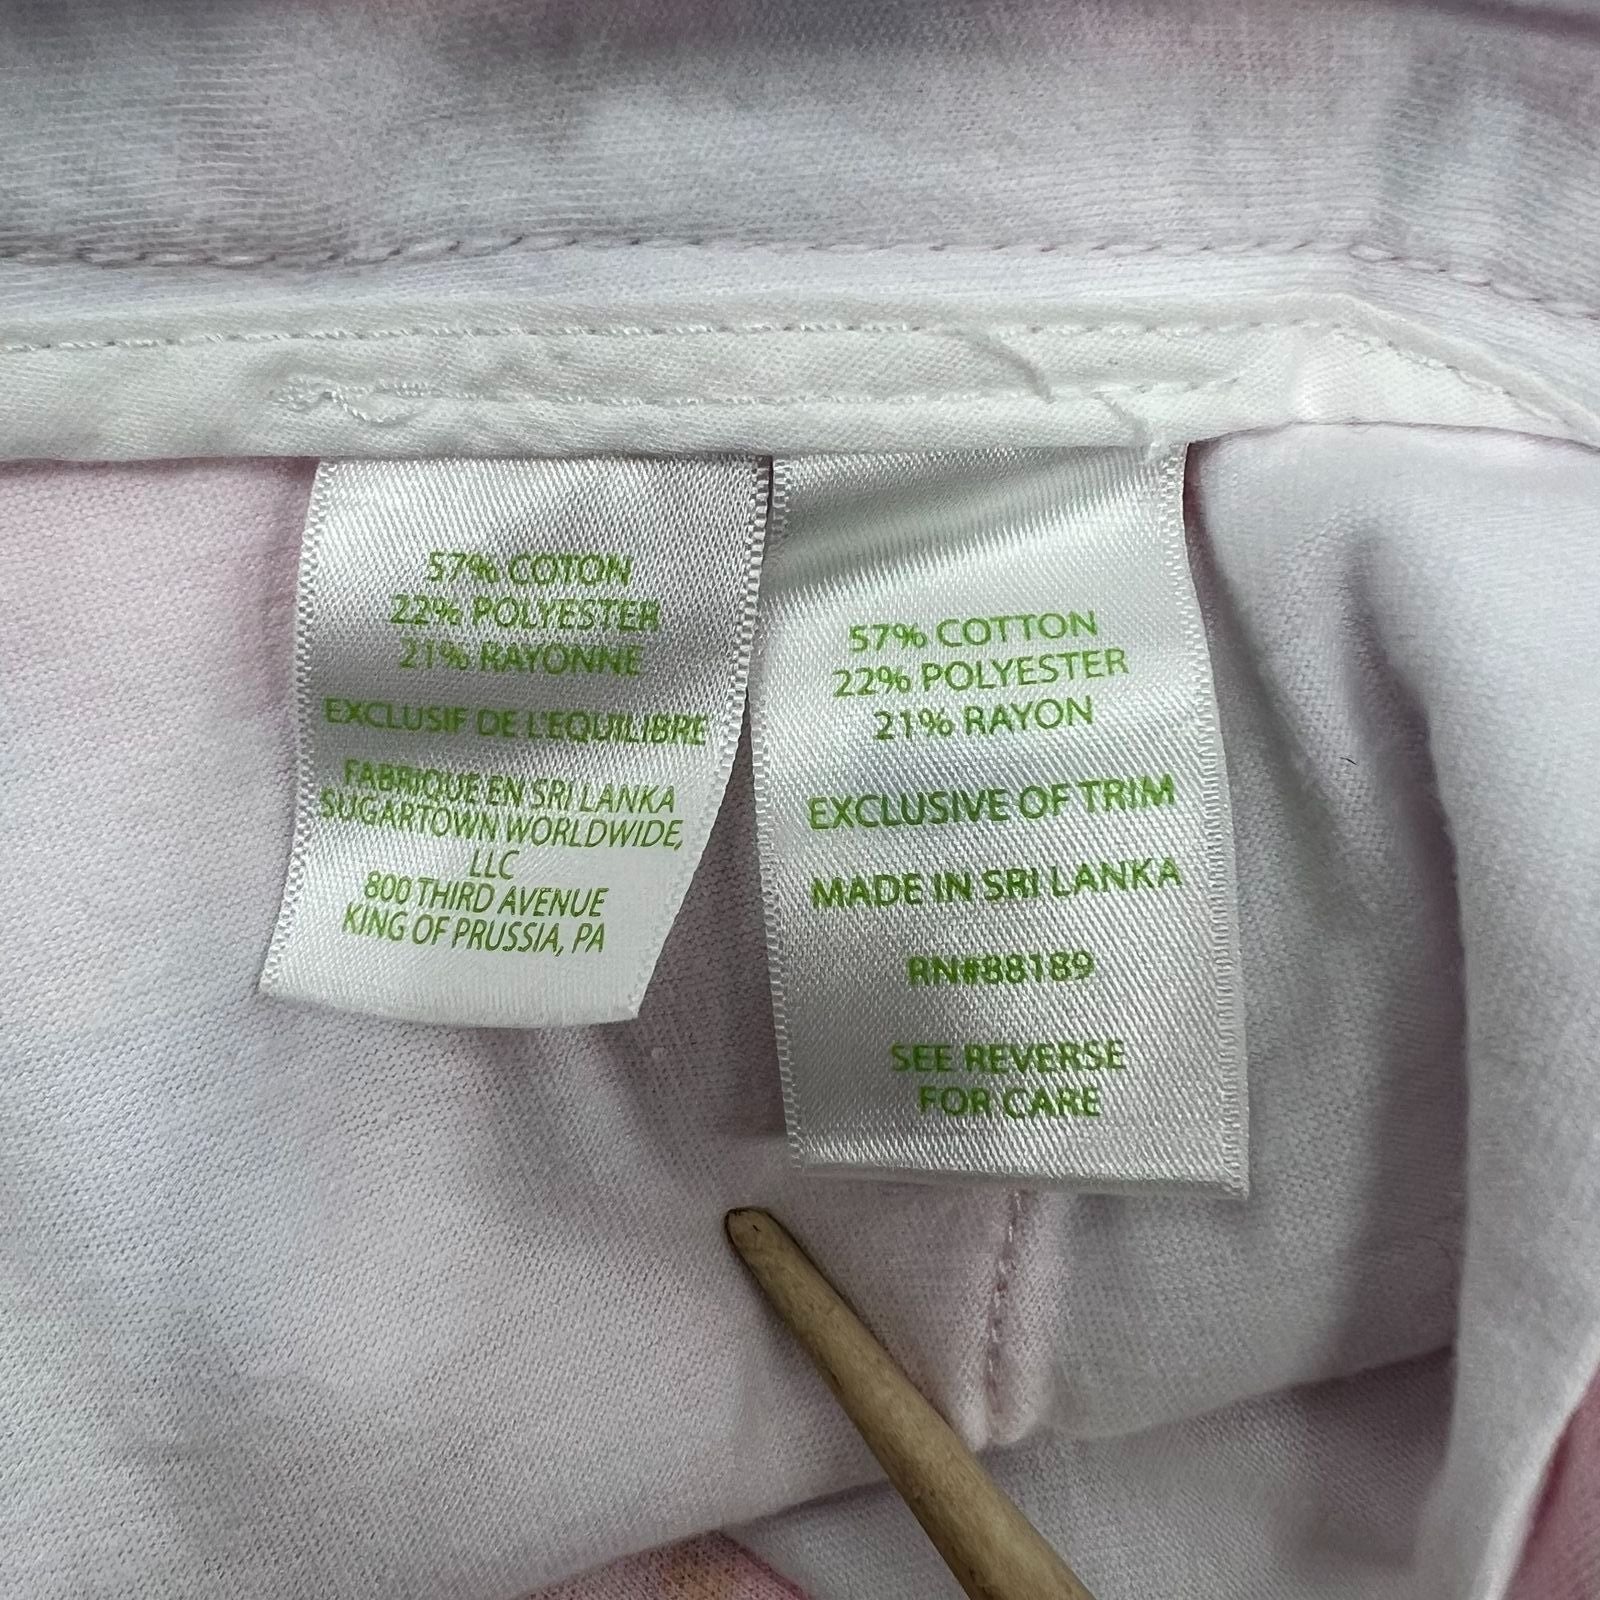 57% COTON
22% POLYESTER
21% RAYONNE
EXCLUSIF DE L'EQUILIBRE
FABRIQUE EN SRI LANKA
SUGARTOWN WORLDWIDE,
LLC
800 THIRD AVENUE
KING OF PRUSSIA, PA
57% COTTON
22% POLYESTER
21% RAYON
EXCLUSIVE OF TRIM
MADE IN SRI LANKA
RN#88189
SEE REVERSE
FOR CARE